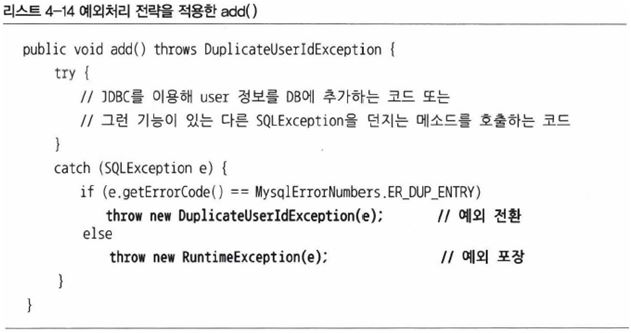 리스트 4-14 예외처리 전략을 적용한 add()
public void add() throws DuplicateUserIdException {
try {
// JDBC를 이용해 user 정보를 DB에 추가하는 코드 또는
// 그런 기능이 있는 다른 SQLException을 던지는 메소드를 호출하는 코드
}
catch (SQLException e) {
if (e.getErrorCode() == MysqlErrorNumbers.ER_DUP_ENTRY)
throw new DuplicateUserIdException(e); // 예외 전환
else
throw new RuntimeException(e); // 예외 포장
}
}